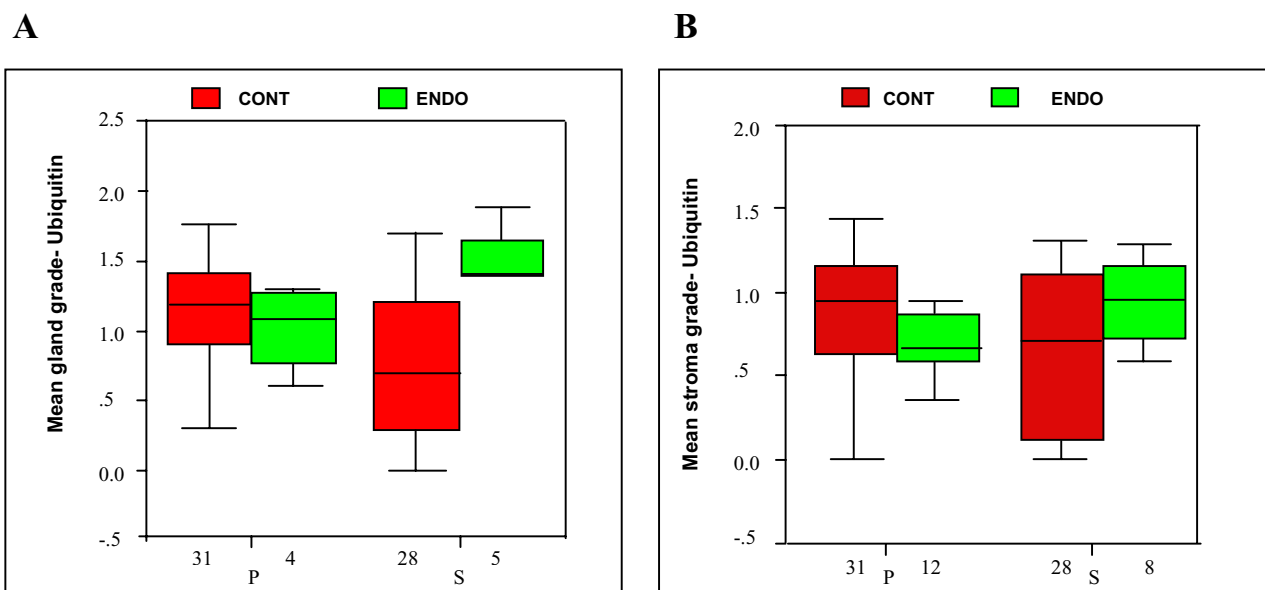 A
CONT ENDO
Mean gland grade- Ubiquitin
2.5
2.0
1.5
1.0
.5
0.0
-.5
31 4 28 5
P S
B
CONT ENDO
Mean stroma grade- Ubiquitin
2.0
1.5
1.0
.5
0.0
-.5
31 12 28 8
P S